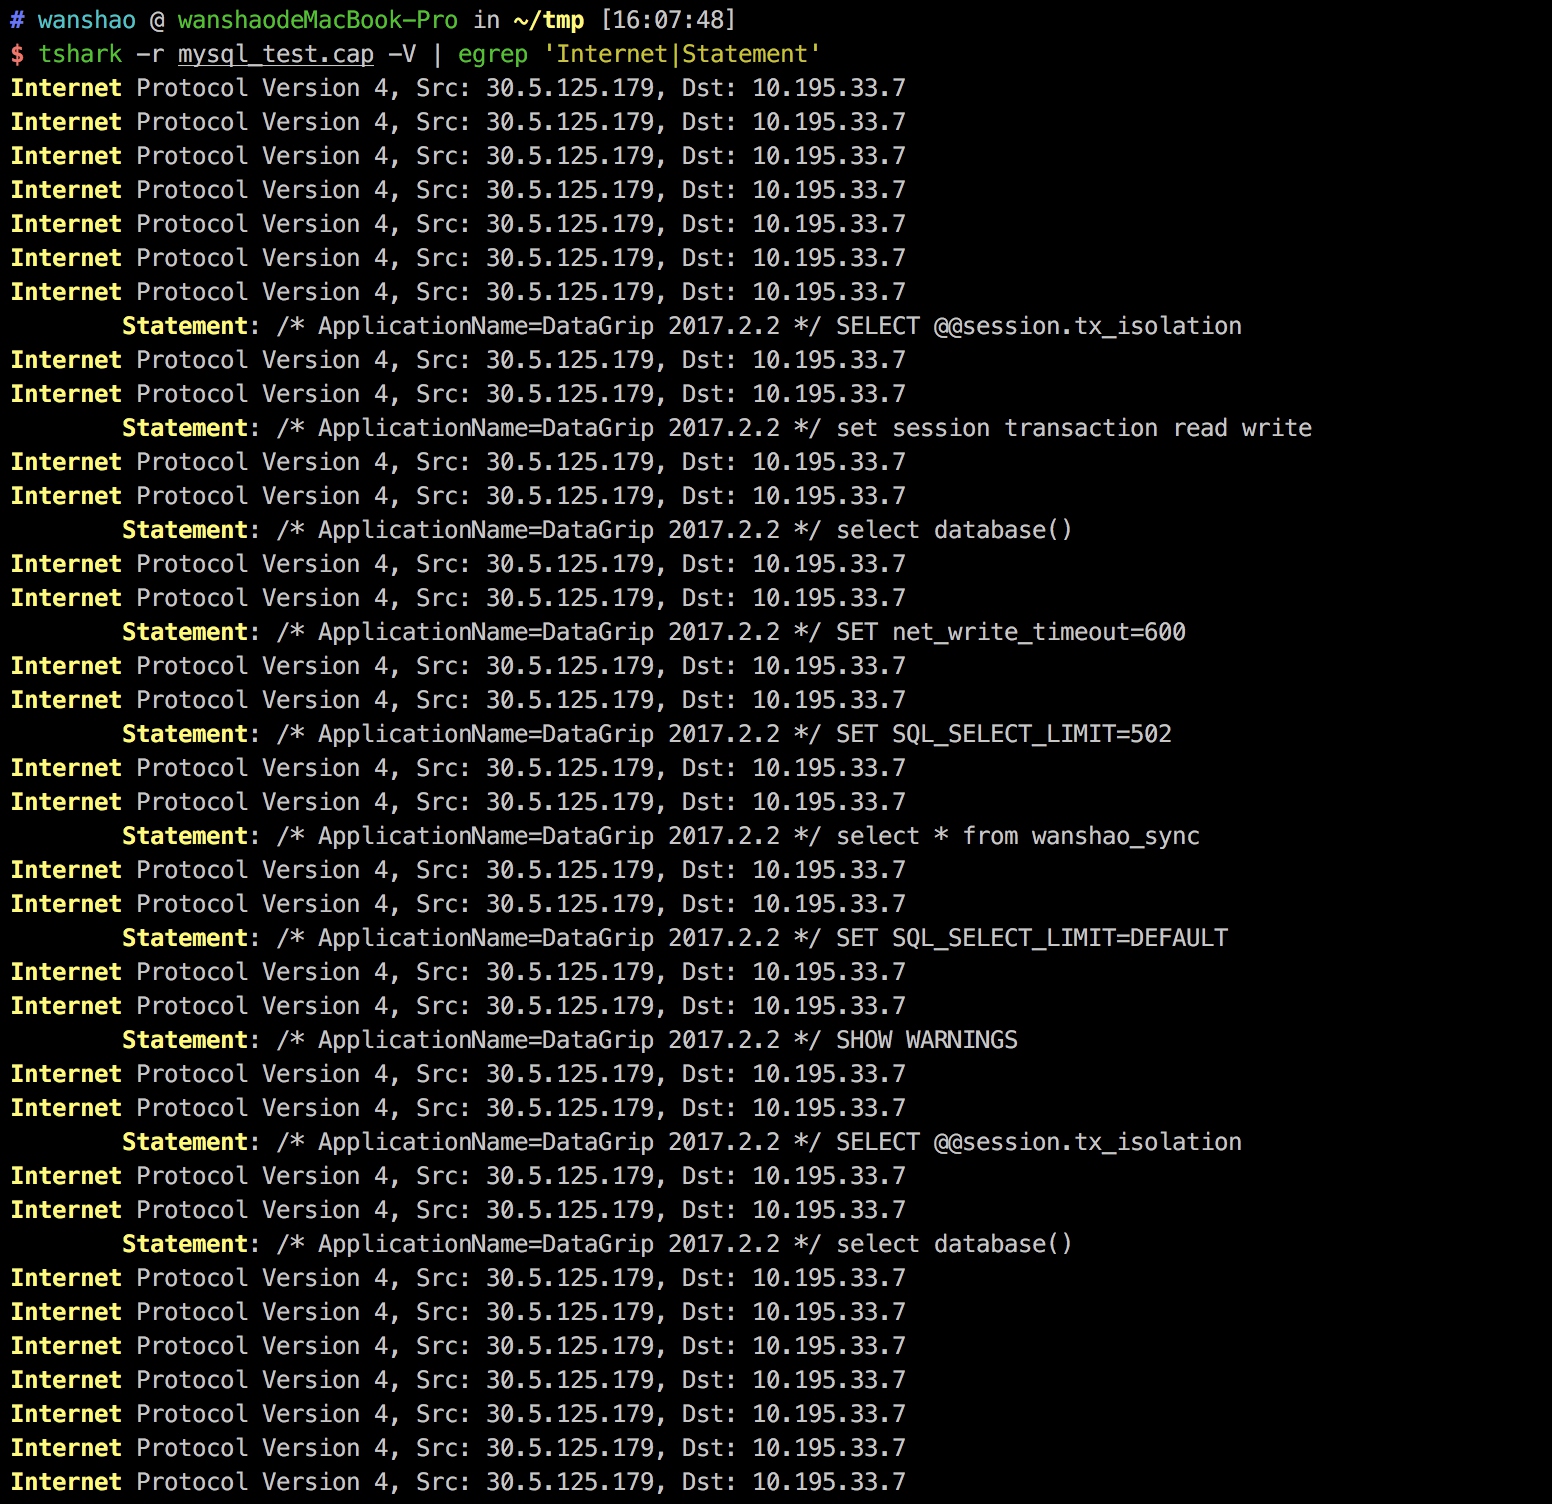 # wanshao @ wanshaodeMacBook-Pro in ~/tmp [16:07:48]
$ tshark -r mysql_test.cap -V | egrep 'Internet|Statement'
Internet Protocol Version 4, Src: 30.5.125.179, Dst: 10.195.33.7
Internet Protocol Version 4, Src: 30.5.125.179, Dst: 10.195.33.7
Internet Protocol Version 4, Src: 30.5.125.179, Dst: 10.195.33.7
Internet Protocol Version 4, Src: 30.5.125.179, Dst: 10.195.33.7
Internet Protocol Version 4, Src: 30.5.125.179, Dst: 10.195.33.7
Internet Protocol Version 4, Src: 30.5.125.179, Dst: 10.195.33.7
Internet Protocol Version 4, Src: 30.5.125.179, Dst: 10.195.33.7
Statement: /* ApplicationName=DataGrip 2017.2.2 */ SELECT @@session.tx_isolation
Internet Protocol Version 4, Src: 30.5.125.179, Dst: 10.195.33.7
Internet Protocol Version 4, Src: 30.5.125.179, Dst: 10.195.33.7
Statement: /* ApplicationName=DataGrip 2017.2.2 */ set session transaction read write
Internet Protocol Version 4, Src: 30.5.125.179, Dst: 10.195.33.7
Internet Protocol Version 4, Src: 30.5.125.179, Dst: 10.195.33.7
Statement: /* ApplicationName=DataGrip 2017.2.2 */ select database()
Internet Protocol Version 4, Src: 30.5.125.179, Dst: 10.195.33.7
Internet Protocol Version 4, Src: 30.5.125.179, Dst: 10.195.33.7
Statement: /* ApplicationName=DataGrip 2017.2.2 */ SET net_write_timeout=600
Internet Protocol Version 4, Src: 30.5.125.179, Dst: 10.195.33.7
Internet Protocol Version 4, Src: 30.5.125.179, Dst: 10.195.33.7
Statement: /* ApplicationName=DataGrip 2017.2.2 */ SET SQL_SELECT_LIMIT=502
Internet Protocol Version 4, Src: 30.5.125.179, Dst: 10.195.33.7
Internet Protocol Version 4, Src: 30.5.125.179, Dst: 10.195.33.7
Statement: /* ApplicationName=DataGrip 2017.2.2 */ select * from wanshao_sync
Internet Protocol Version 4, Src: 30.5.125.179, Dst: 10.195.33.7
Internet Protocol Version 4, Src: 30.5.125.179, Dst: 10.195.33.7
Statement: /* ApplicationName=DataGrip 2017.2.2 */ SET SQL_SELECT_LIMIT=DEFAULT
Internet Protocol Version 4, Src: 30.5.125.179, Dst: 10.195.33.7
Internet Protocol Version 4, Src: 30.5.125.179, Dst: 10.195.33.7
Statement: /* ApplicationName=DataGrip 2017.2.2 */ SHOW WARNINGS
Internet Protocol Version 4, Src: 30.5.125.179, Dst: 10.195.33.7
Internet Protocol Version 4, Src: 30.5.125.179, Dst: 10.195.33.7
Statement: /* ApplicationName=DataGrip 2017.2.2 */ SELECT @@session.tx_isolation
Internet Protocol Version 4, Src: 30.5.125.179, Dst: 10.195.33.7
Internet Protocol Version 4, Src: 30.5.125.179, Dst: 10.195.33.7
Statement: /* ApplicationName=DataGrip 2017.2.2 */ select database()
Internet Protocol Version 4, Src: 30.5.125.179, Dst: 10.195.33.7
Internet Protocol Version 4, Src: 30.5.125.179, Dst: 10.195.33.7
Internet Protocol Version 4, Src: 30.5.125.179, Dst: 10.195.33.7
Internet Protocol Version 4, Src: 30.5.125.179, Dst: 10.195.33.7
Internet Protocol Version 4, Src: 30.5.125.179, Dst: 10.195.33.7
Internet Protocol Version 4, Src: 30.5.125.179, Dst: 10.195.33.7
Internet Protocol Version 4, Src: 30.5.125.179, Dst: 10.195.33.7